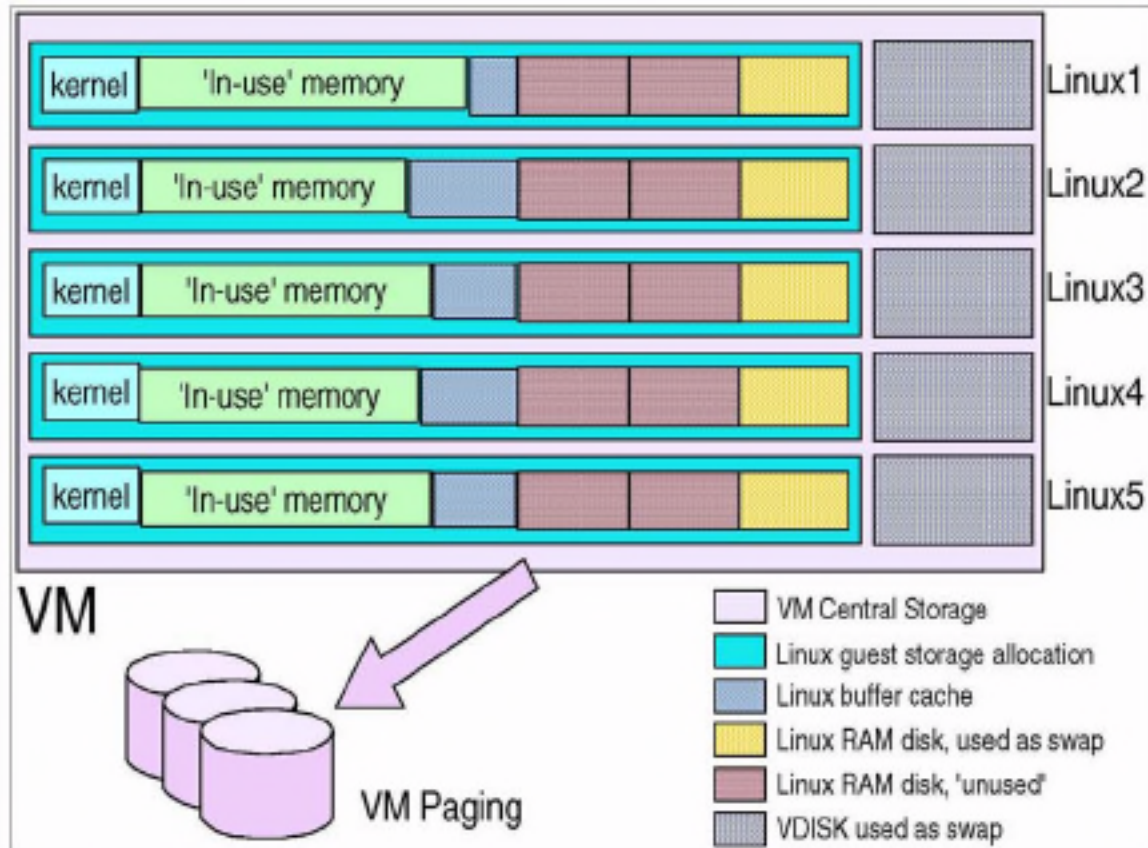 kernel 'In-use' memory Linux1
kernel 'In-use' memory Linux2
kernel 'In-use' memory Linux3
kernel 'In-use' memory Linux4
kernel 'In-use' memory Linux5
VM
VM Paging
VM Central Storage
Linux guest storage allocation
Linux buffer cache
Linux RAM disk, used as swap
Linux RAM disk, 'unused'
VDISK used as swap